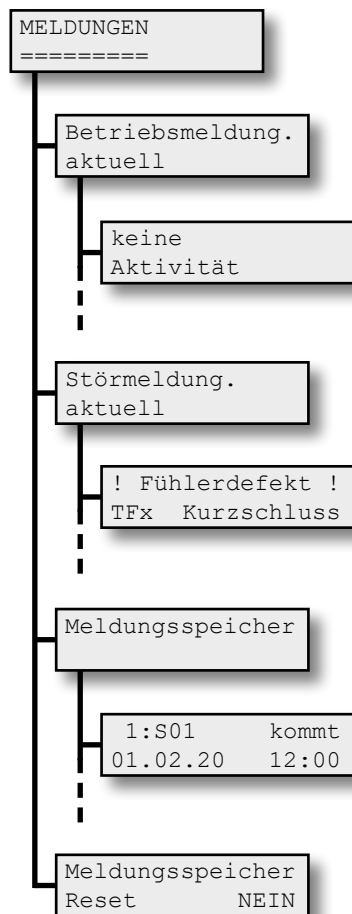 MELDUNGEN
=========
Betriebsmeldung.
aktuell
keine
Aktivität
Störmeldung.
aktuell
! Fühlerdefekt !
TFx Kurzschluss
Meldungsspeicher
1:S01 kommt
01.02.20 12:00
Meldungsspeicher
Reset NEIN